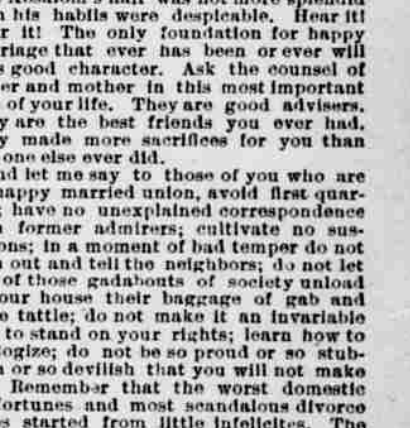 hair was not more splendid
n his habits were despicable. Hear it!
r it! The only foundation for happy
riage that ever has been or ever will
s good character. Ask the counsel of
er and mother in this most important
of your life. They are good advisers.
y are the best friends you ever had.
y made more sacrifices for you than
one else ever did.
nd let me say to those of you who are
happy married union, avoid first quar-
; have no unexplained correspondence
former admirers; cultivate no sus-
ons; in a moment of bad temper do not
n out and tell the neighbors; do not let
of those gadabouts of society unload
our house their baggage of gab and
e tattle; do not make it an invariable
to stand on your rights; learn how to
logize; do not be so proud or so stub-
n or so devilish that you will not make
Remember that the worst domestic
fortunes and most scandalous divorce
s started from little infelicites. The